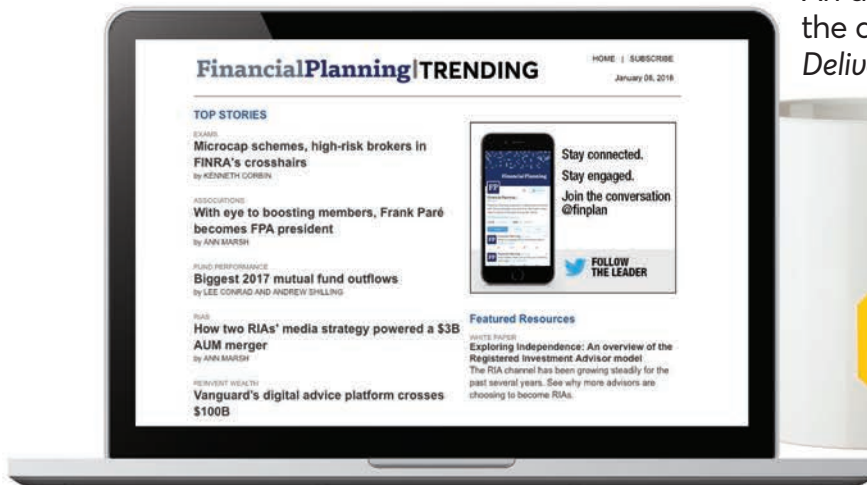 the
Deliv
FinancialPlanning|TRENDING
HOME | SUBSCRIBE
January 08, 2018
TOP STORIES
EXAMS
Microcap schemes, high-risk brokers in
FINRA's crosshairs
by KENNETH CORBIN
ASSOCIATIONS
With eye to boosting members, Frank Paré
becomes FPA president
by ANN MARSH
FUND PERFORMANCE
Biggest 2017 mutual fund outflows
by LEE CONRAD AND ANDREW SHILLING
RIAS
How two RIAs' media strategy powered a $3B
AUM merger
by ANN MARSH
REINVENT WEALTH
Vanguard's digital advice platform crosses
$100B
Financial Planning
FP
Stay connected.
Stay engaged.
Join the conversation
@finplan
FOLLOW
THE LEADER
Featured Resources
WHITE PAPER
Exploring Independence: An overview of the
Registered Investment Advisor model
The RIA channel has been growing steadily for the
past several years. See why more advisors are
choosing to become RIAs.